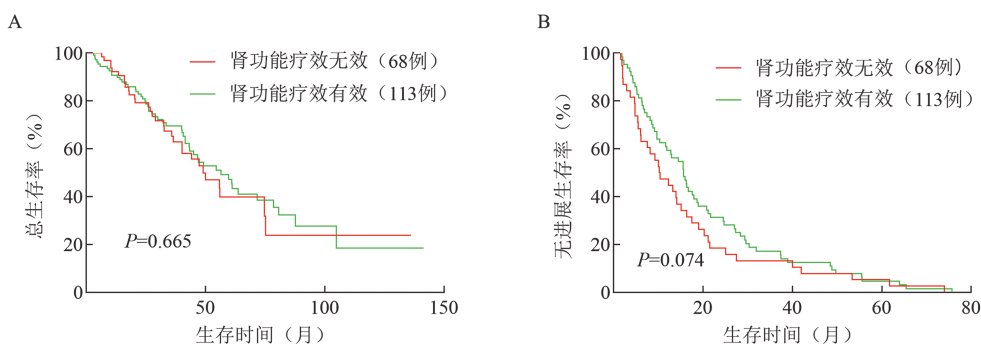 A
100
80
60
40
20
0
总生存率（%）
肾功能疗效无效（68例）
肾功能疗效有效（113例）
P=0.665
50
100
150
生存时间（月）
B
100
80
60
40
20
0
无进展生存率（%）
肾功能疗效无效（68例）
肾功能疗效有效（113例）
P=0.074
20
40
60
80
生存时间（月）